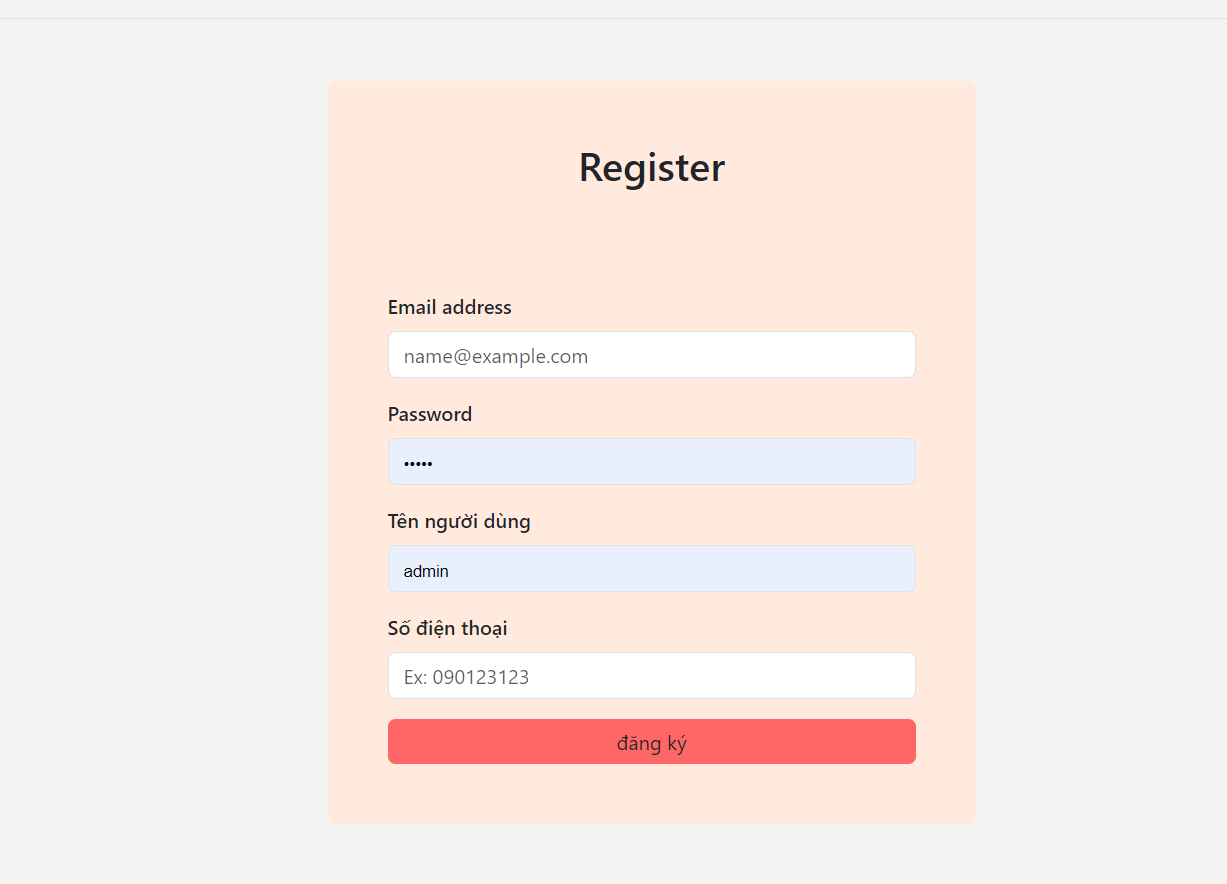 Register
Email address
name@example.com
Password
•••••
Tên người dùng
admin
Số điện thoại
Ex: 090123123
đăng ký